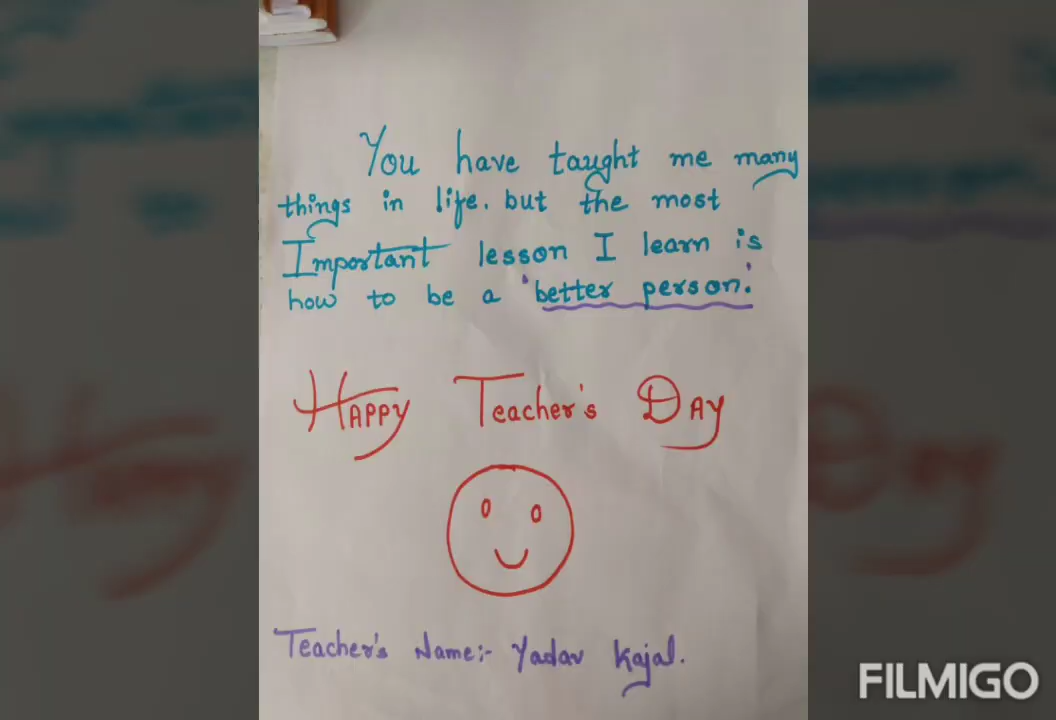 You have taught me many
things in life. but the most
Important lesson I learn is
how to be a 'better person.'
HAPPY Teacher's DAY
Teacher's Name:- Yadav Kajal.
FILMIGO